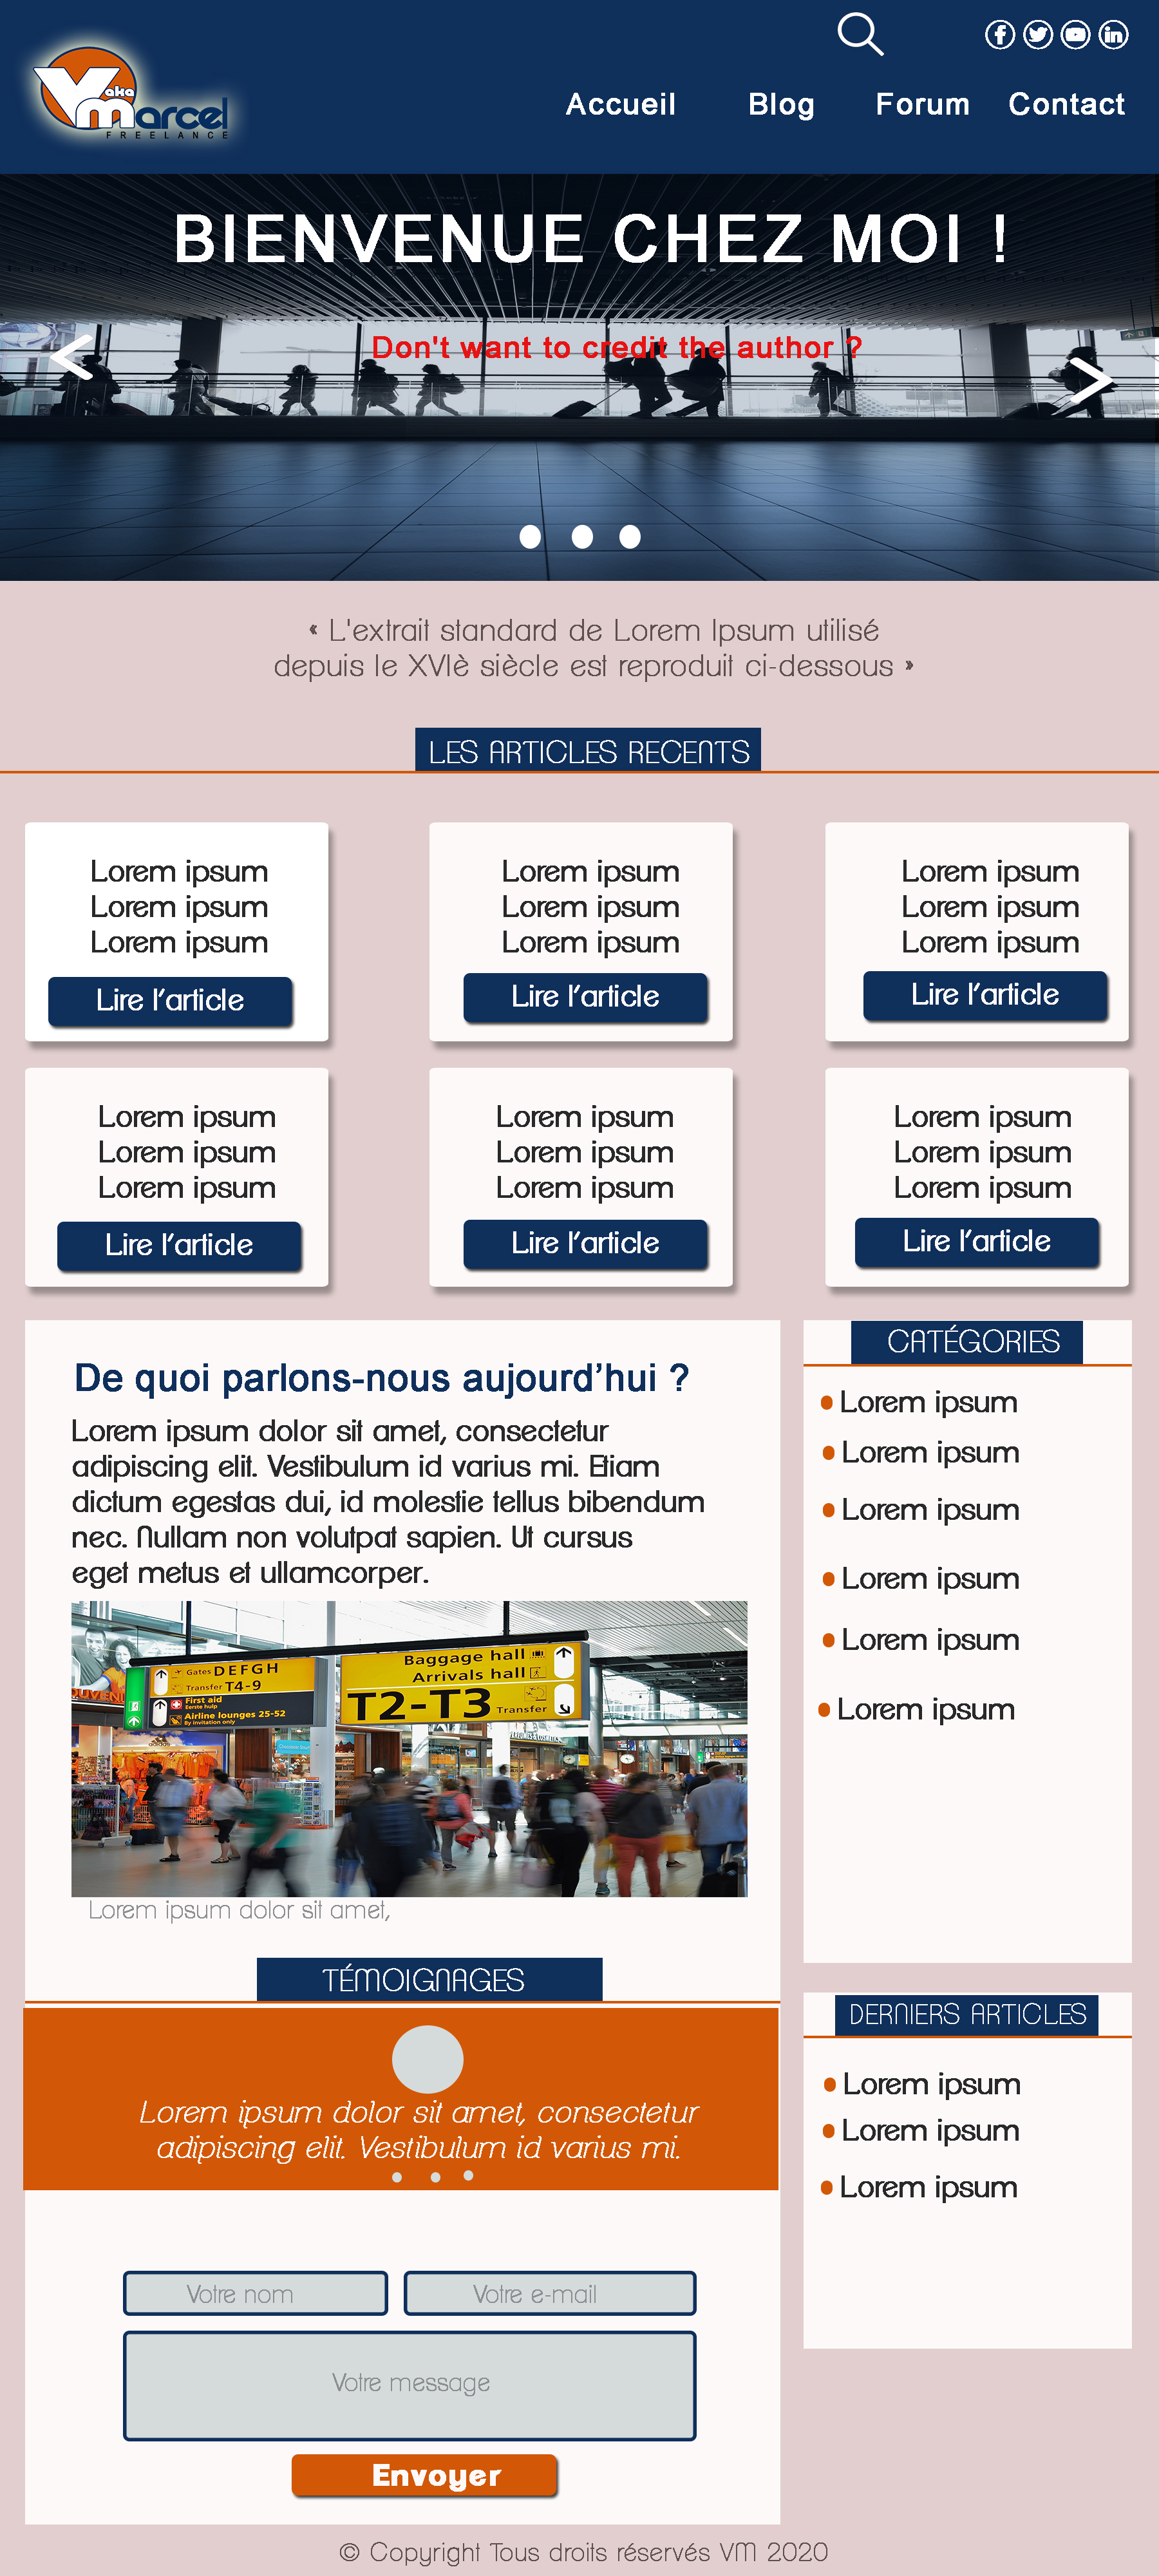 Vaka
Marcel
FREELANCE
Accueil Blog Forum Contact
BIENVENUE CHEZ MOI !
Don't want to credit the author ?
« L'extrait standard de Lorem Ipsum utilisé
depuis le XVIè siècle est reproduit ci-dessous »
LES ARTICLES RECENTS
Lorem ipsum
Lorem ipsum
Lorem ipsum
Lire l’article
Lorem ipsum
Lorem ipsum
Lorem ipsum
Lire l’article
Lorem ipsum
Lorem ipsum
Lorem ipsum
Lire l’article
Lorem ipsum
Lorem ipsum
Lorem ipsum
Lire l’article
Lorem ipsum
Lorem ipsum
Lorem ipsum
Lire l’article
Lorem ipsum
Lorem ipsum
Lorem ipsum
Lire l’article
De quoi parlons-nous aujourd’hui ?
Lorem ipsum dolor sit amet, consectetur
adipiscing elit. Vestibulum id varius mi. Etiam
dictum egestas dui, id molestie tellus bibendum
nec. Nullam non volutpat sapien. Ut cursus
eget metus et ullamcorper.
Gates DEFGH
Transfer T4-9
First aid
Eerste hulp
Airline lounges 25-52
By invitation only
Baggage hall
Arrivals hall
T2-T3 Transfer
Lorem ipsum dolor sit amet,
TÉMOIGNAGES
Lorem ipsum dolor sit amet, consectetur
adipiscing elit. Vestibulum id varius mi.
Votre nom
Votre e-mail
Votre message
Envoyer
CATÉGORIES
Lorem ipsum
Lorem ipsum
Lorem ipsum
Lorem ipsum
Lorem ipsum
Lorem ipsum
DERNIERS ARTICLES
Lorem ipsum
Lorem ipsum
Lorem ipsum
© Copyright Tous droits réservés VM 2020